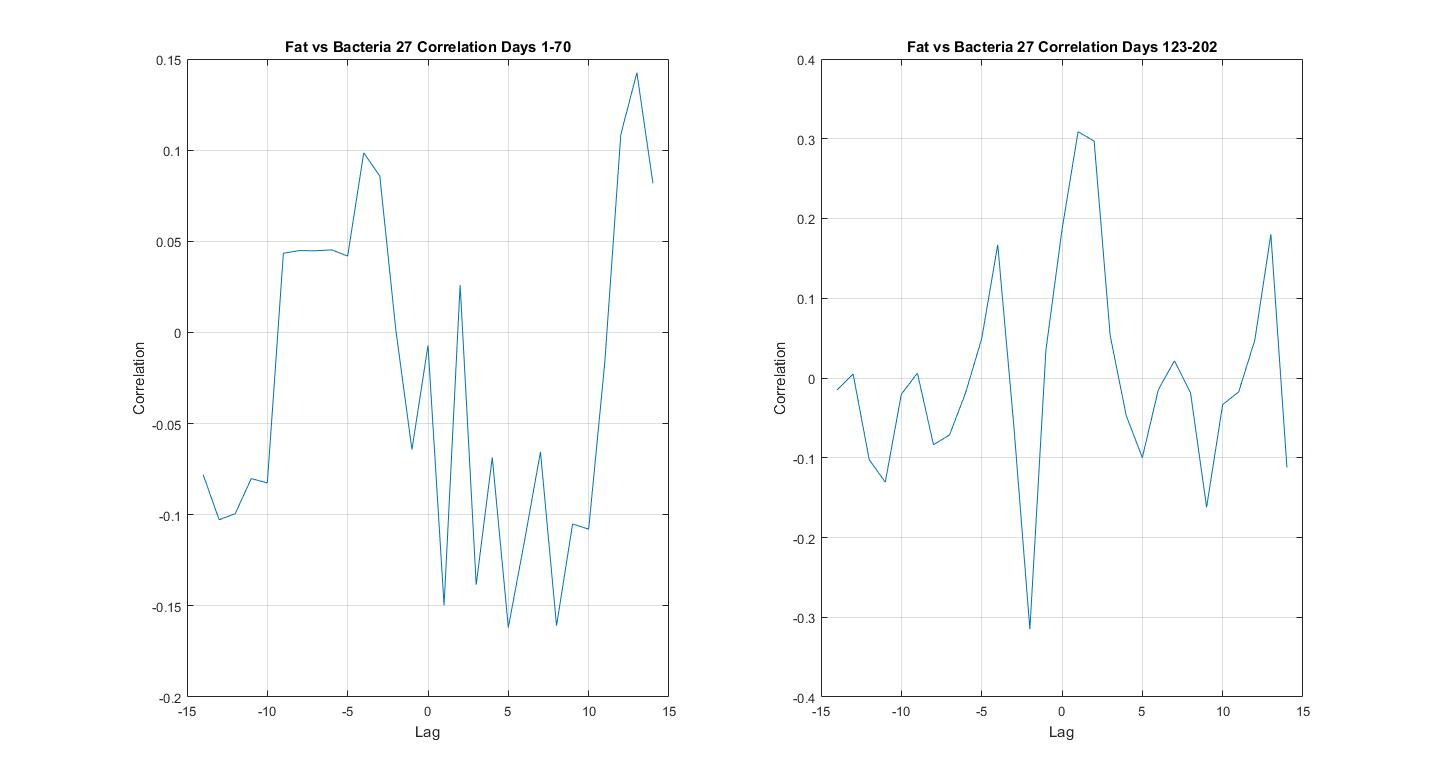 Fat vs Bacteria 27 Correlation Days 1-70
0.15
0.1
0.05
0
-0.05
-0.1
-0.15
-0.2
Correlation
-15 -10 -5 0 5 10 15
Lag
Fat vs Bacteria 27 Correlation Days 123-202
0.4
0.3
0.2
0.1
0
-0.1
-0.2
-0.3
-0.4
Correlation
-15 -10 -5 0 5 10 15
Lag